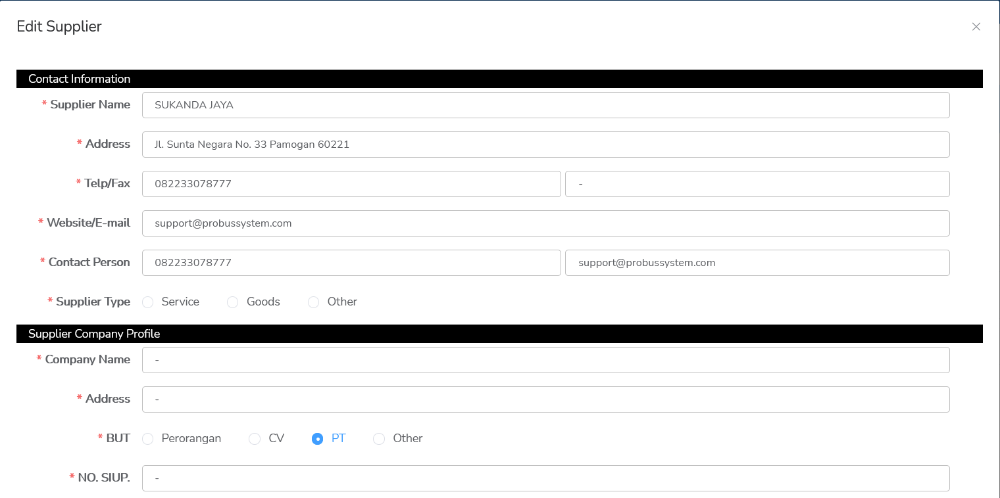 Edit Supplier
Contact Information
* Supplier Name SUKANDA JAYA
* Address Jl. Sunta Negara No. 33 Pamogan 60221
* Telp/Fax 082233078777 -
* Website/E-mail support@probussystem.com
* Contact Person 082233078777 support@probussystem.com
* Supplier Type Service Goods Other
Supplier Company Profile
* Company Name -
* Address -
* BUT Perorangan CV PT Other
* NO. SIUP. -